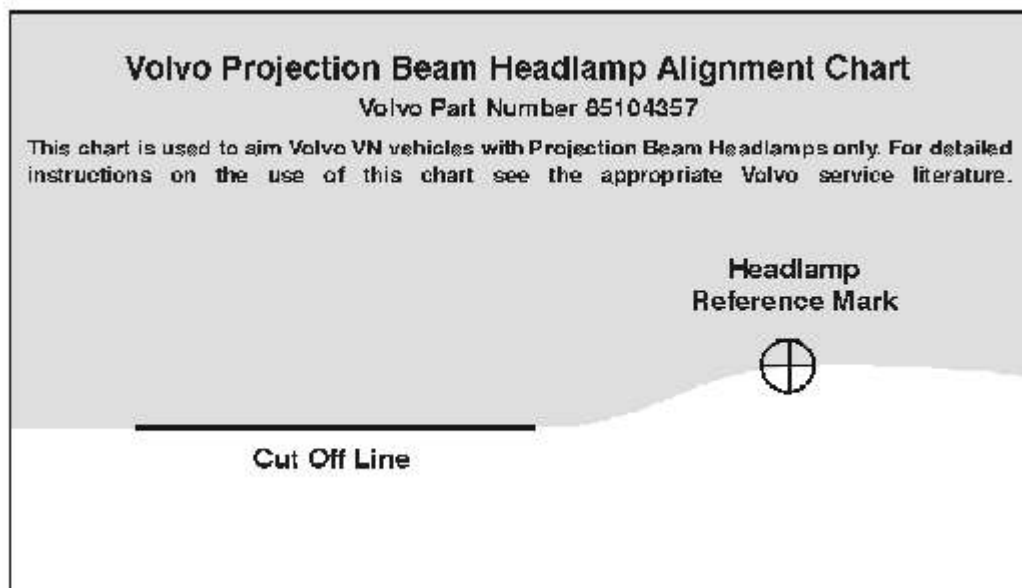 Volvo Projection Beam Headlamp Alignment Chart
Volvo Part Number 85104357
This chart is used to aim Volvo VN vehicles with Projection Beam Headlamps only. For detailed
instructions on the use of this chart see the appropriate Volvo service literature.
Headlamp
Reference Mark
Cut Off Line